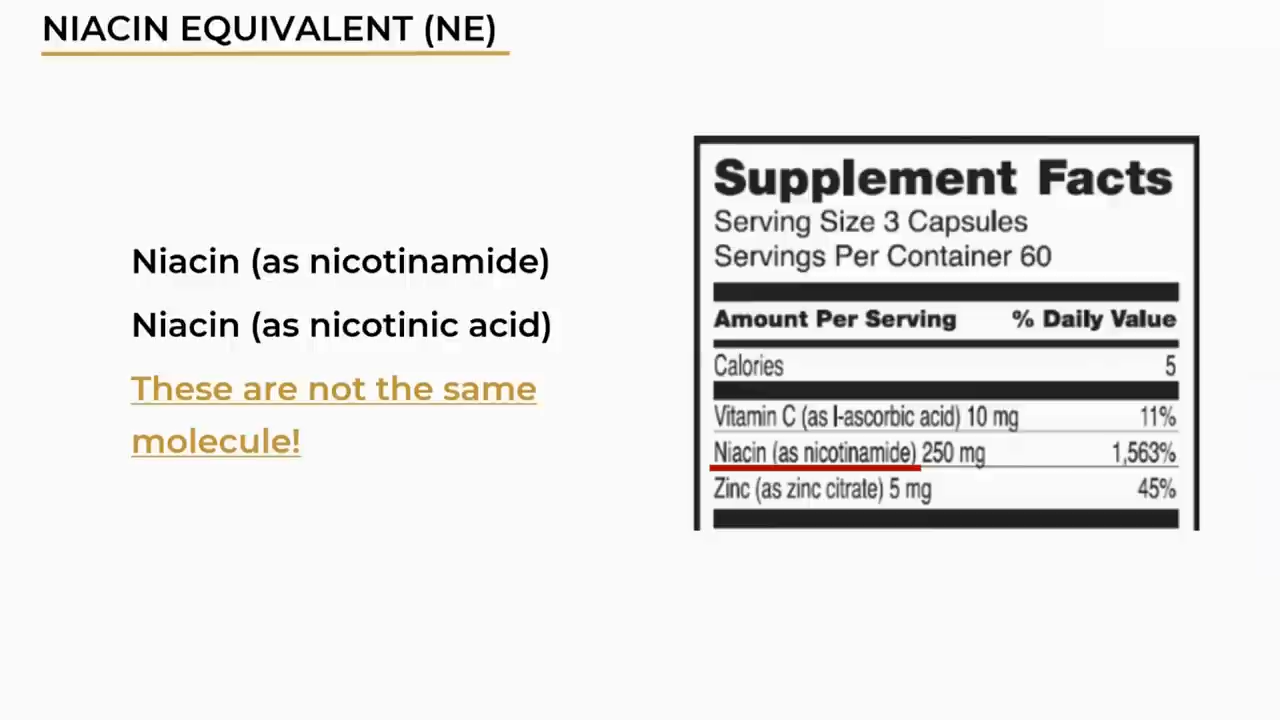 NIACIN EQUIVALENT (NE)
Niacin (as nicotinamide)
Niacin (as nicotinic acid)
These are not the same
molecule!
Supplement Facts
Serving Size 3 Capsules
Servings Per Container 60
Amount Per Serving % Daily Value
Calories 5
Vitamin C (as l-ascorbic acid) 10 mg 11%
Niacin (as nicotinamide) 250 mg 1,563%
Zinc (as zinc citrate) 5 mg 45%